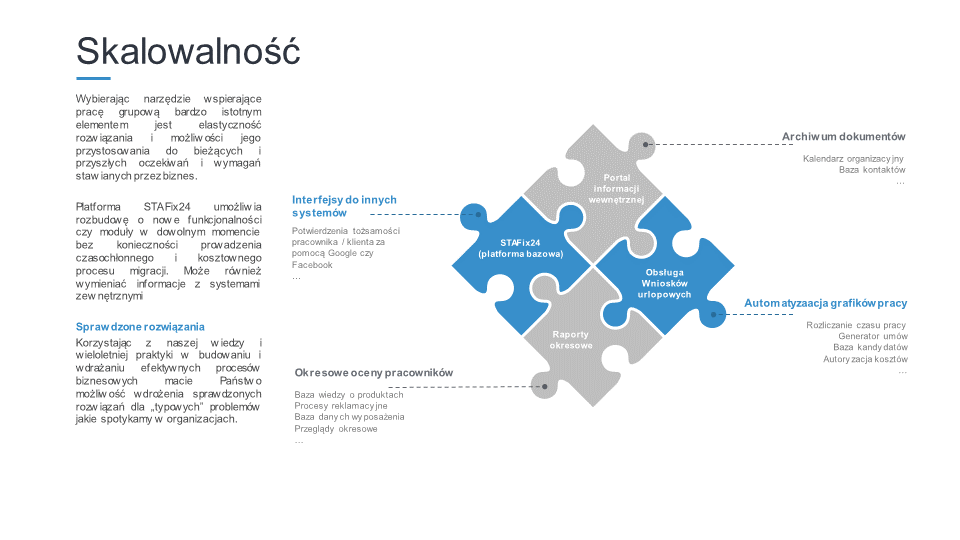 Skalowalność
Wybierając narzędzie wspierające
pracę grupową bardzo istotnym
elementem jest elastyczność
rozwiązania i możliwości jego
przystosowania do bieżących i
przyszłych oczekiwań i wymagań
stawianych przez biznes.
Platforma STAFix24 umożliwia
rozbudowę o nowe funkcjonalności
czy moduły w dowolnym momencie
bez konieczności prowadzenia
czasochłonnego i kosztownego
procesu migracji. Może również
wymieniać informacje z systemami
zewnętrznymi
Sprawdzone rozwiązania
Korzystając z naszej wiedzy i
wieloletniej praktyki w budowaniu i
wdrażaniu efektywnych procesów
biznesowych macie Państwo
możliwość wdrożenia sprawdzonych
rozwiązań dla „typowych” problemów
jakie spotykamy w organizacjach.
Interfejsy do innych
systemów
Potwierdzenia tożsamości
pracownika / klienta za
pomocą Google czy
Facebook
...
Okresowe oceny pracowników
Baza wiedzy o produktach
Procesy reklamacyjne
Baza danych wyposażenia
Przeglądy okresowe
...
Portal
informacji
wewnętrznej
STAFix24
(platforma bazowa)
Obsługa
Wniosków
urlopowych
Raporty
okresowe
Archiwum dokumentów
Kalendarz organizacyjny
Baza kontaktów
...
Automatyzaacja grafików pracy
Rozliczanie czasu pracy
Generator umów
Baza kandydatów
Autoryzacja kosztów
...